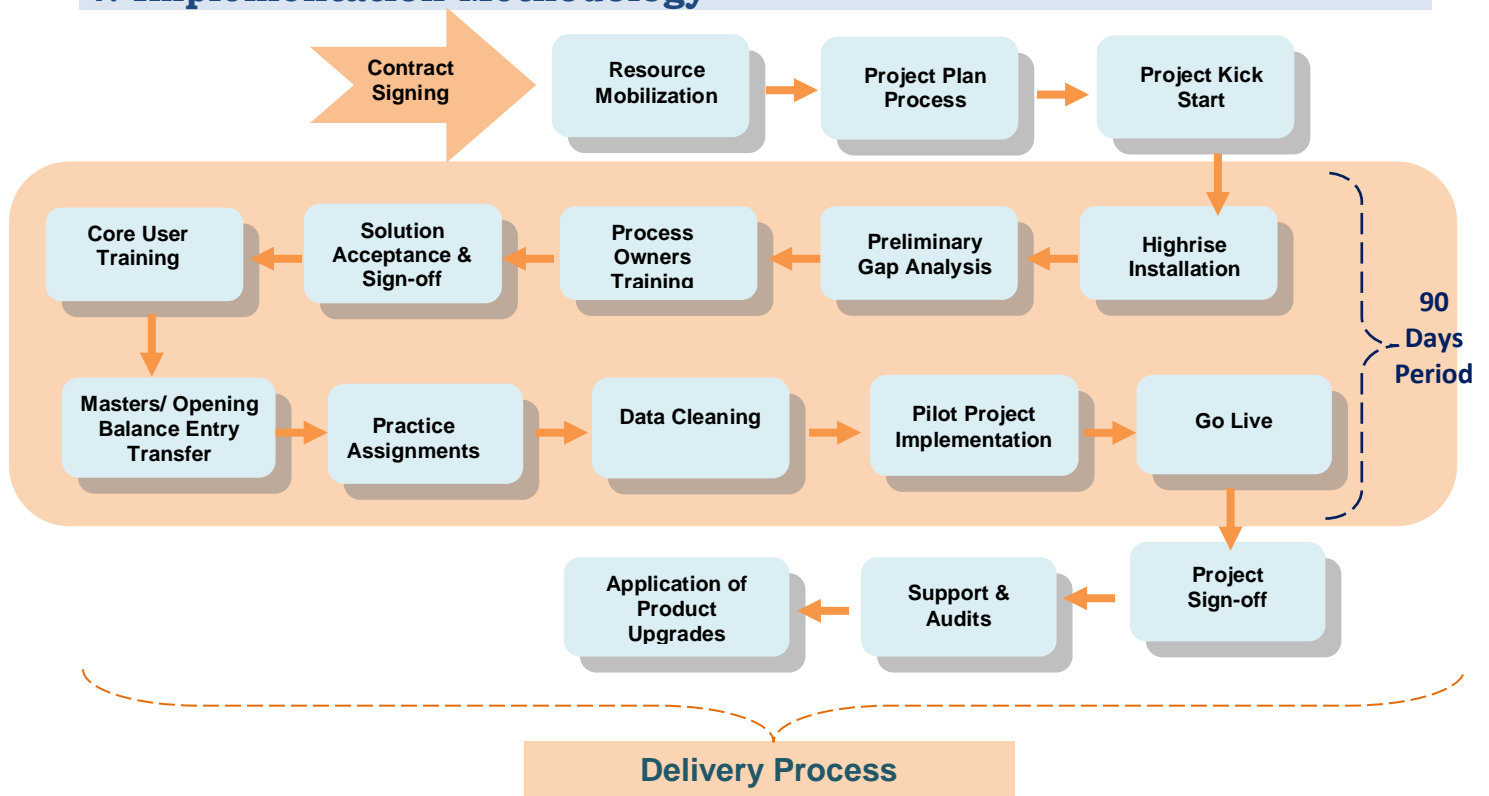 Implementation Methodology
Contract
Signing
Resource
Mobilization
Project Plan
Process
Project Kick
Start
Core User
Training
Solution
Acceptance &
Sign-off
Process
Owners
Training
Preliminary
Gap Analysis
Highrise
Installation
90
Days
Period
Masters/ Opening
Balance Entry
Transfer
Practice
Assignments
Data Cleaning
Pilot Project
Implementation
Go Live
Application of
Product
Upgrades
Support &
Audits
Project
Sign-off
Delivery Process